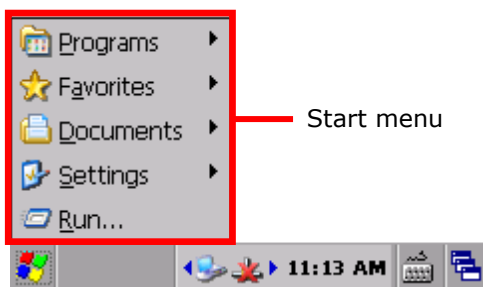 Programs
Favorites
Start menu
Documents
Settings
Run...
11:13 AM